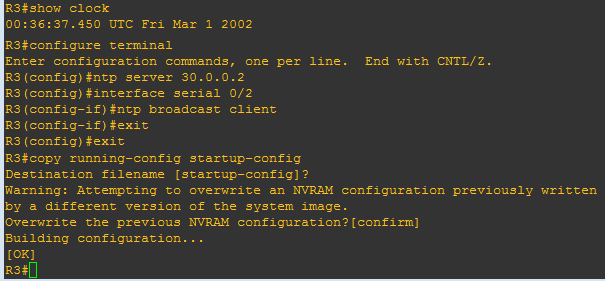 R3#show clock
00:36:37.450 UTC Fri Mar 1 2002
R3#configure terminal
Enter configuration commands, one per line.  End with CNTL/Z.
R3(config)#ntp server 30.0.0.2
R3(config)#interface serial 0/2
R3(config-if)#ntp broadcast client
R3(config-if)#exit
R3(config)#exit
R3#copy running-config startup-config
Destination filename [startup-config]?
Warning: Attempting to overwrite an NVRAM configuration previously written
by a different version of the system image.
Overwrite the previous NVRAM configuration?[confirm]
Building configuration...
[OK]
R3#